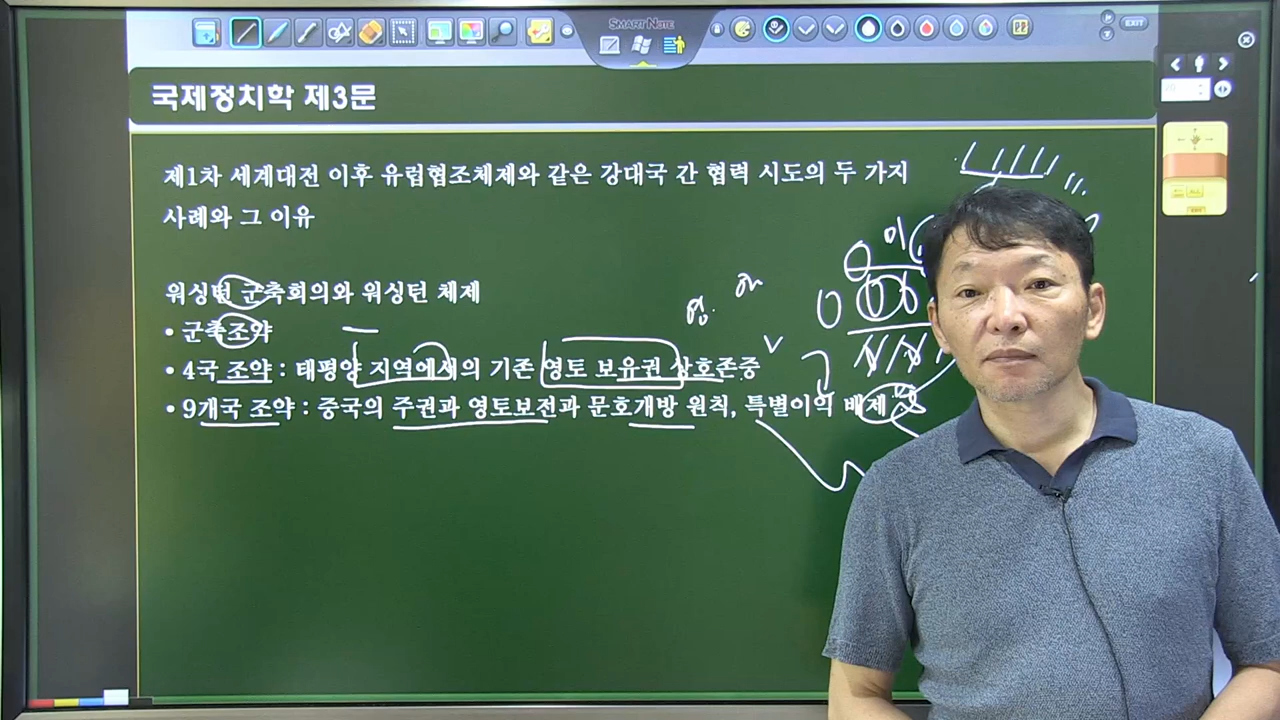 SMART NOTE
EXIT
국제정치학 제3문
제1차 세계대전 이후 유럽협조체제와 같은 강대국 간 협력 시도의 두 가지
사례와 그 이유
워싱턴 군축회의와 워싱턴 체제
• 군축조약
• 4국 조약 : 태평양 지역에서의 기존 영토 보유권 상호존중
• 9개국 조약 : 중국의 주권과 영토보전과 문호개방 원칙, 특별이익 배제